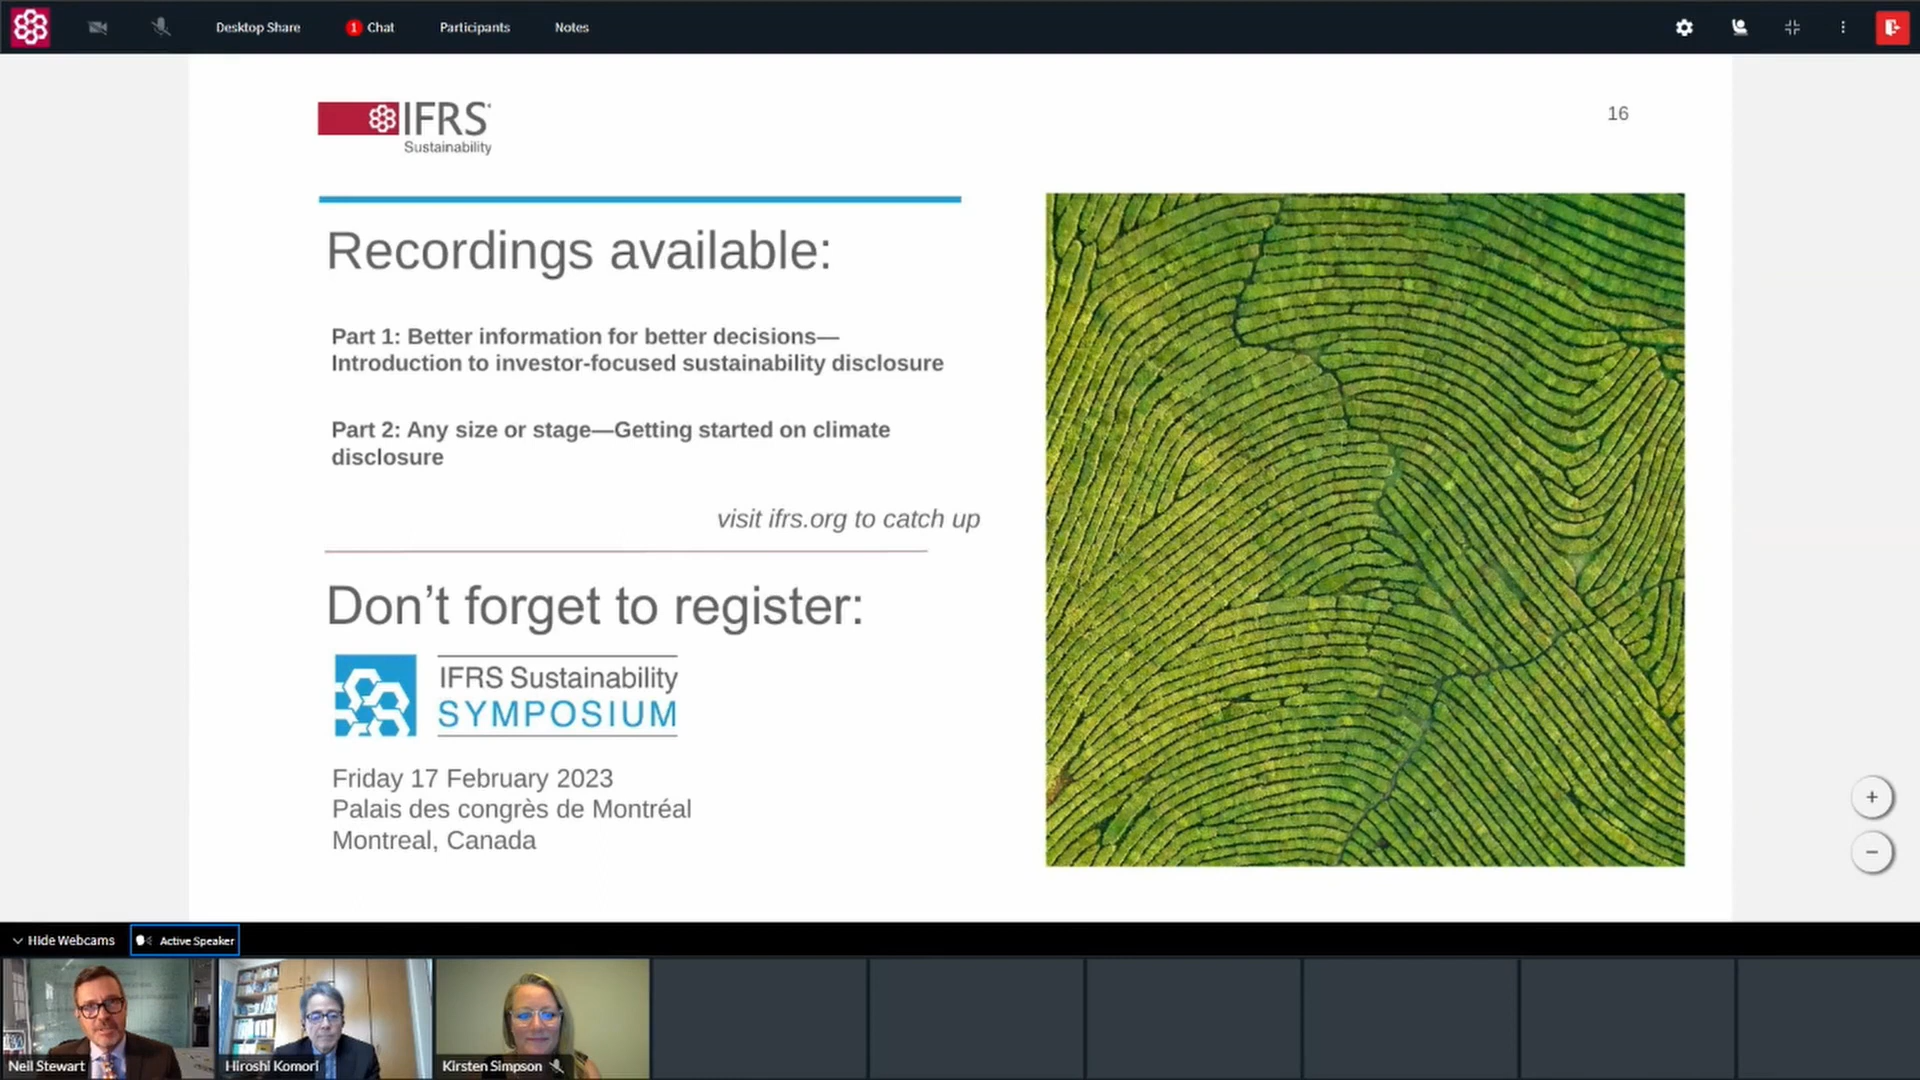 Desktop Share
1 Chat
Participants
Notes
IFRS
Sustainability
16
Recordings available:
Part 1: Better information for better decisions—
Introduction to investor-focused sustainability disclosure
Part 2: Any size or stage—Getting started on climate
disclosure
visit ifrs.org to catch up
Don't forget to register:
IFRS Sustainability
SYMPOSIUM
Friday 17 February 2023
Palais des congrès de Montréal
Montreal, Canada
Hide Webcams
Active Speaker
Neil Stewart
Hiroshi Komori
Kirsten Simpson